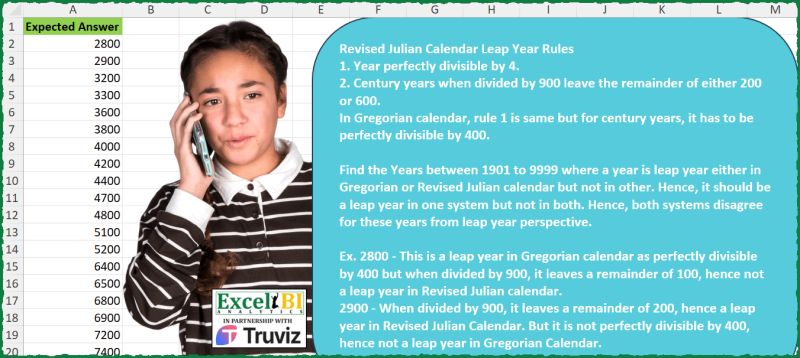 A B C D E F G H I J K L M
1 Expected Answer
2 2800
3 2900
4 3200
5 3300
6 3600
7 3800
8 4000
9 4200
10 4400
11 4700
12 4800
13 5100
14 5200
15 6400
16 6500
17 6800
18 6900
19 7200
20 7400
Revised Julian Calendar Leap Year Rules
1. Year perfectly divisible by 4.
2. Century years when divided by 900 leave the remainder of either 200
or 600.
In Gregorian calendar, rule 1 is same but for century years, it has to be
perfectly divisible by 400.
Find the Years between 1901 to 9999 where a year is leap year either in
Gregorian or Revised Julian calendar but not in other. Hence, it should be
a leap year in one system but not in both. Hence, both systems disagree
for these years from leap year perspective.
Ex. 2800 - This is a leap year in Gregorian calendar as perfectly divisible
by 400 but when divided by 900, it leaves a remainder of 100, hence not
a leap year in Revised Julian calendar.
2900 - When divided by 900, it leaves a remainder of 200, hence a leap
year in Revised Julian Calendar. But it is not perfectly divisible by 400,
hence not a leap year in Gregorian Calendar.
Excel BI
ANALYTICS
IN PARTNERSHIP WITH
Truviz